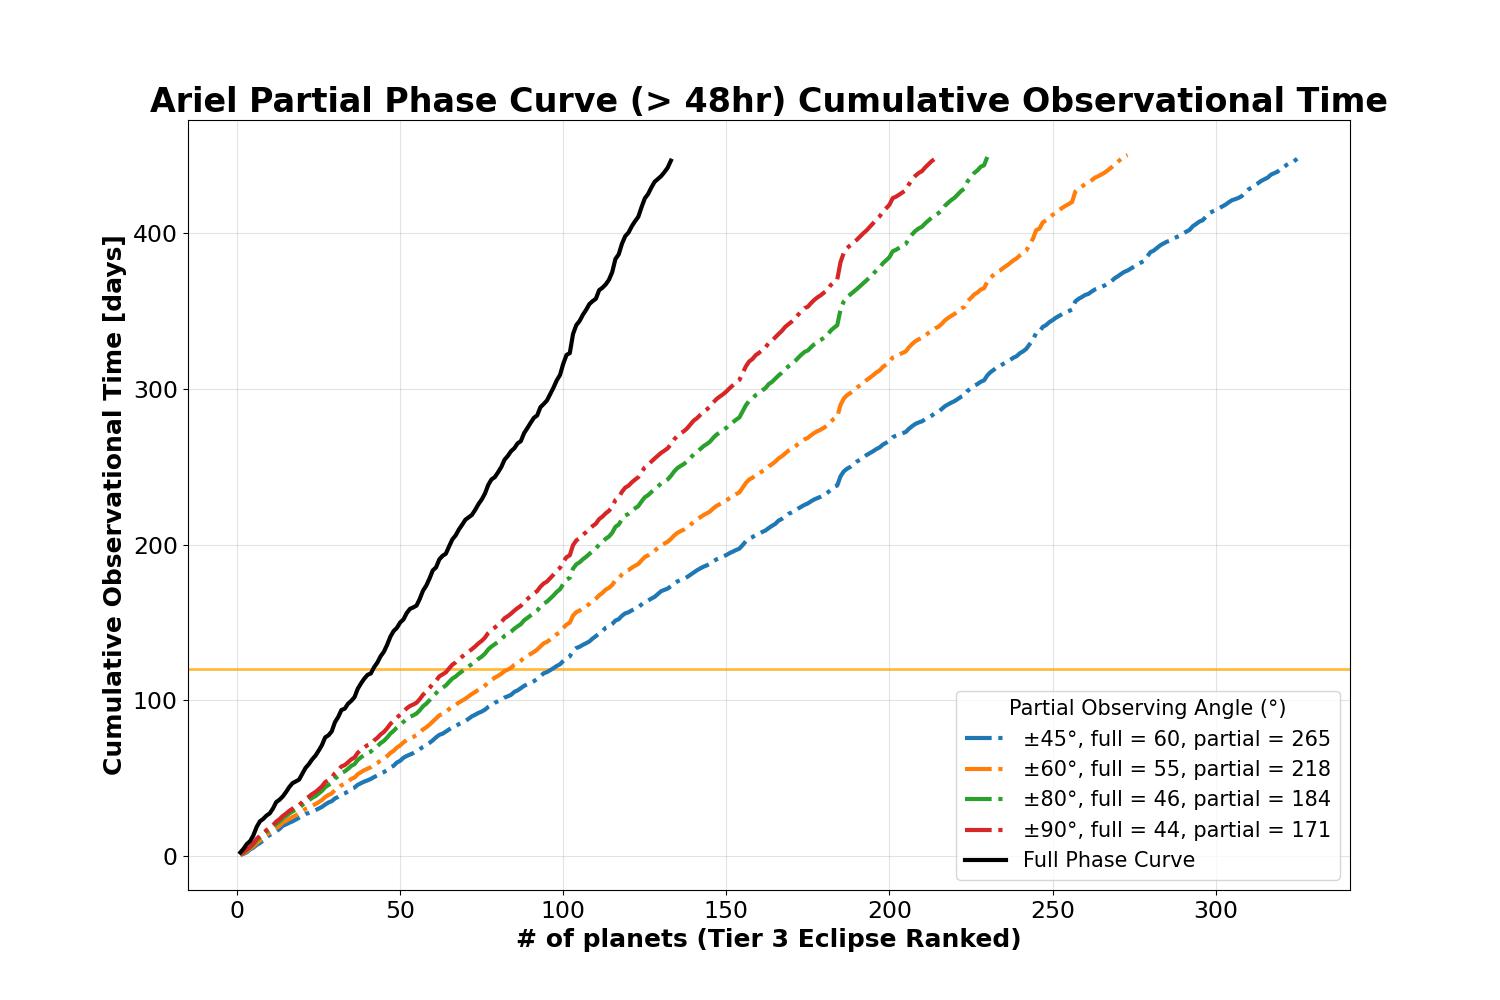 Ariel Partial Phase Curve (> 48hr) Cumulative Observational Time
Cumulative Observational Time [days]
400
300
200
100
0
0 50 100 150 200 250 300
# of planets (Tier 3 Eclipse Ranked)
Partial Observing Angle (°)
±45°, full = 60, partial = 265
±60°, full = 55, partial = 218
±80°, full = 46, partial = 184
±90°, full = 44, partial = 171
Full Phase Curve